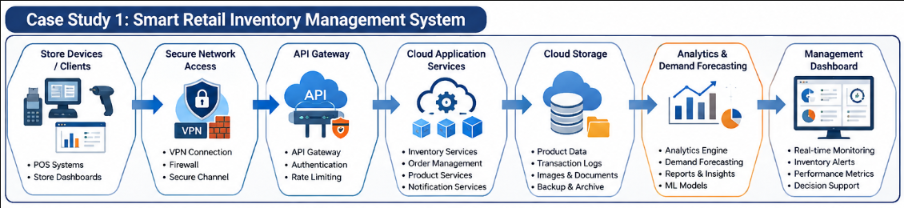 Case Study 1: Smart Retail Inventory Management System
Store Devices
/ Clients
• POS Systems
• Store Dashboards
Secure Network
Access
VPN
• VPN Connection
• Firewall
• Secure Channel
API Gateway
API
• API Gateway
• Authentication
• Rate Limiting
Cloud Application
Services
• Inventory Services
• Order Management
• Product Services
• Notification Services
Cloud Storage
• Product Data
• Transaction Logs
• Images & Documents
• Backup & Archive
Analytics &
Demand Forecasting
• Analytics Engine
• Demand Forecasting
• Reports & Insights
• ML Models
Management
Dashboard
• Real-time Monitoring
• Inventory Alerts
• Performance Metrics
• Decision Support